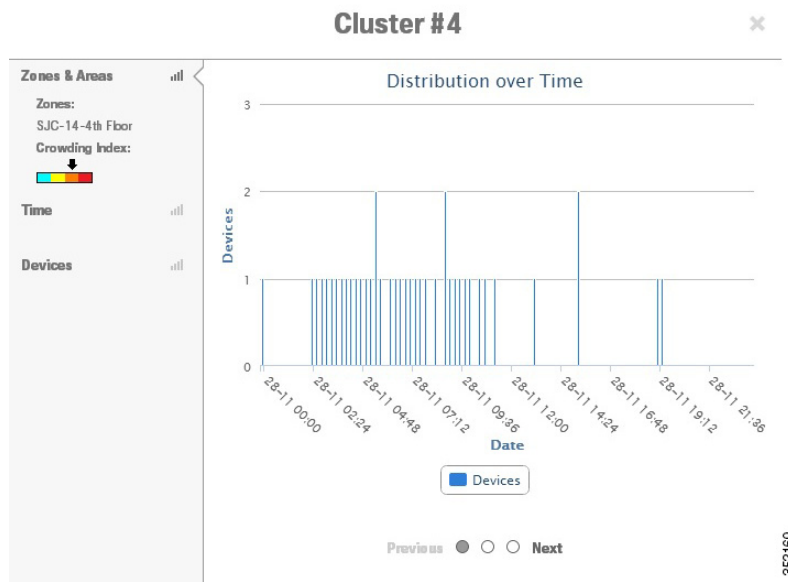 Cluster #4
×
Zones & Areas
Zones:
SJC-14-4th Floor
Crowding Index:
Time
Devices
Distribution over Time
3
2
1
0
Devices
28-11 00:00
28-11 02:24
28-11 04:48
28-11 07:12
28-11 09:36
28-11 12:00
28-11 14:24
28-11 16:48
28-11 19:12
28-11 21:36
Date
Devices
Previous
Next